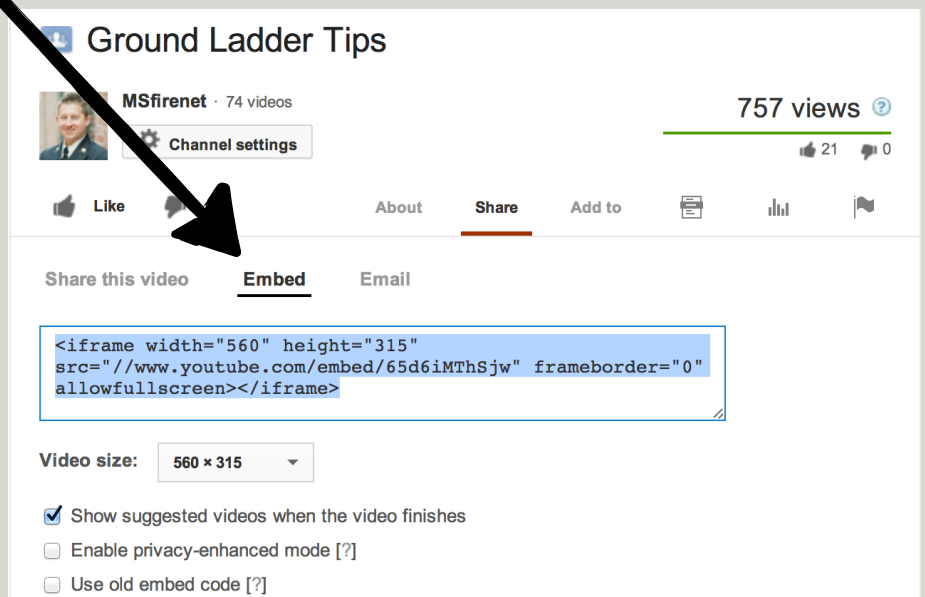 Ground Ladder Tips
MSfirenet · 74 videos
Channel settings
757 views ?
21 0
Like About Share Add to
Share this video Embed Email
<iframe width="560" height="315"
src="//www.youtube.com/embed/65d6iMThSjw" frameborder="0"
allowfullscreen></iframe>
Video size: 560 × 315
Show suggested videos when the video finishes
Enable privacy-enhanced mode [?]
Use old embed code [?]